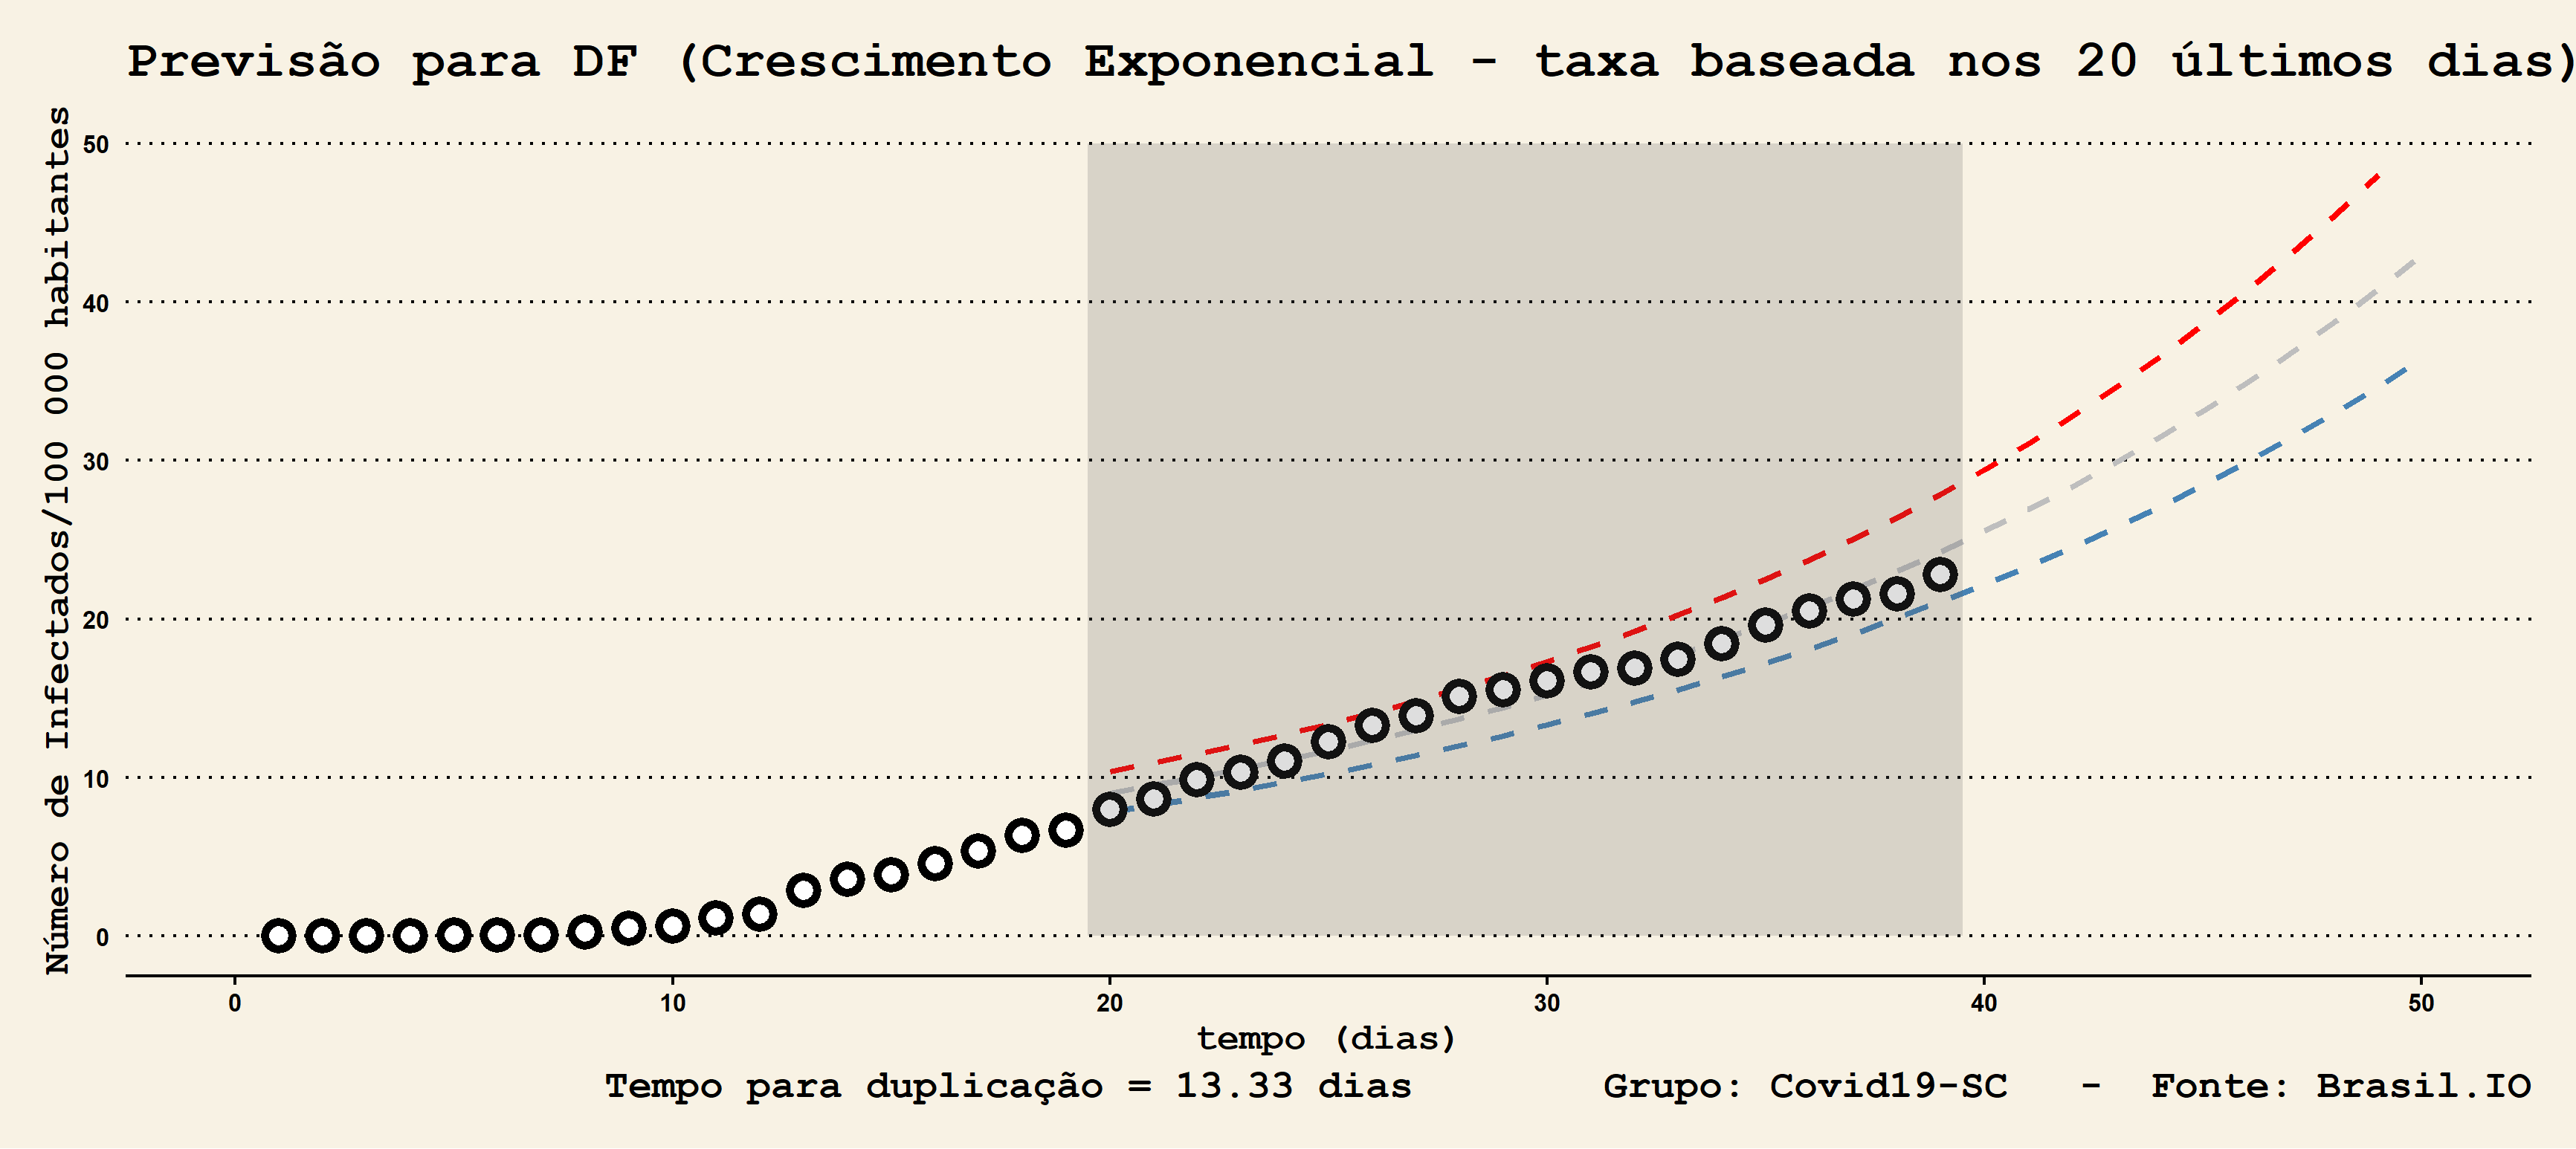 Previsão para DF (Crescimento Exponencial - taxa baseada nos 20 últimos dias)
Número de Infectados/100 000 habitantes
50
40
30
20
10
0
0 10 20 30 40 50
tempo (dias)
Tempo para duplicação = 13.33 dias Grupo: Covid19-SC - Fonte: Brasil.IO